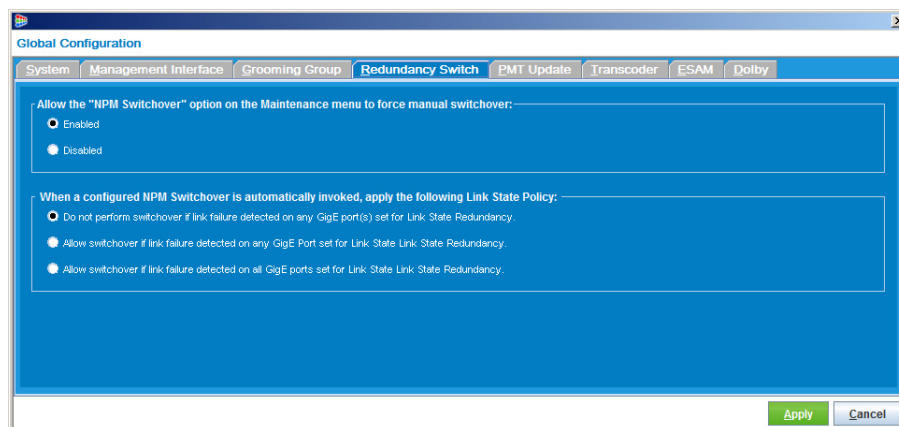 Global Configuration
System Management Interface Grooming Group Redundancy Switch PMT Update Transcoder ESAM Dolby
Allow the "NPM Switchover" option on the Maintenance menu to force manual switchover:
Enabled
Disabled
When a configured NPM Switchover is automatically invoked, apply the following Link State Policy:
Do not perform switchover if link failure detected on any GigE port(s) set for Link State Redundancy.
Allow switchover if link failure detected on any GigE Port set for Link State Link State Redundancy.
Allow switchover if link failure detected on all GigE ports set for Link State Link State Redundancy.
Apply Cancel